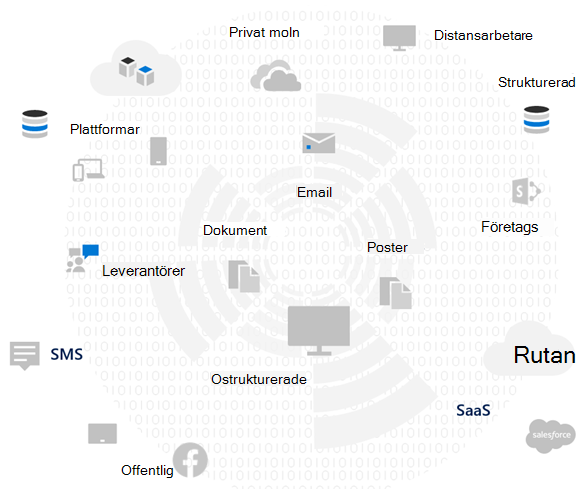 Privat moln
Distansarbetare
Strukturerad
Plattformar
Email
Dokument
Företags
Poster
Leverantörer
Rutan
SMS
Ostrukturerade
SaaS
salesforce
Offentlig